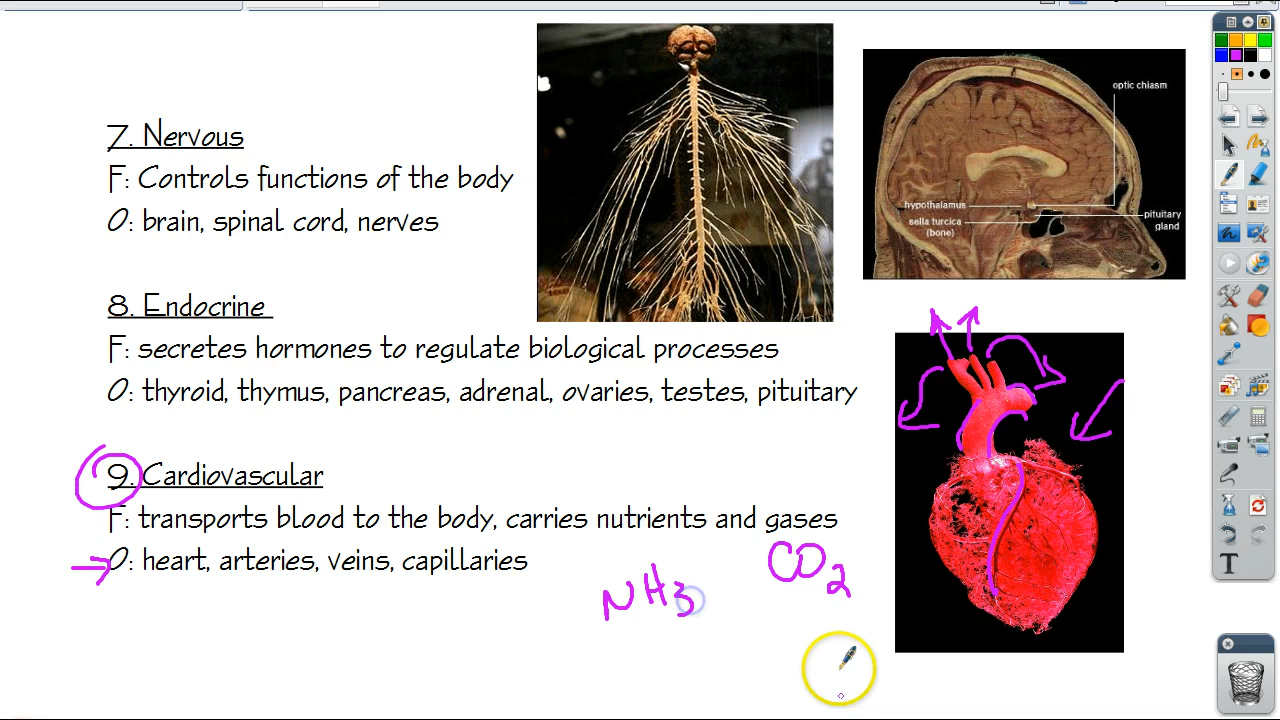 7. Nervous
F: Controls functions of the body
O: brain, spinal cord, nerves
8. Endocrine
F: secretes hormones to regulate biological processes
O: thyroid, thymus, pancreas, adrenal, ovaries, testes, pituitary
9. Cardiovascular
F: transports blood to the body, carries nutrients and gases
O: heart, arteries, veins, capillaries
NH3
CO2
optic chiasm
hypothalamus
sella turcica
(bone)
pituitary
gland
T